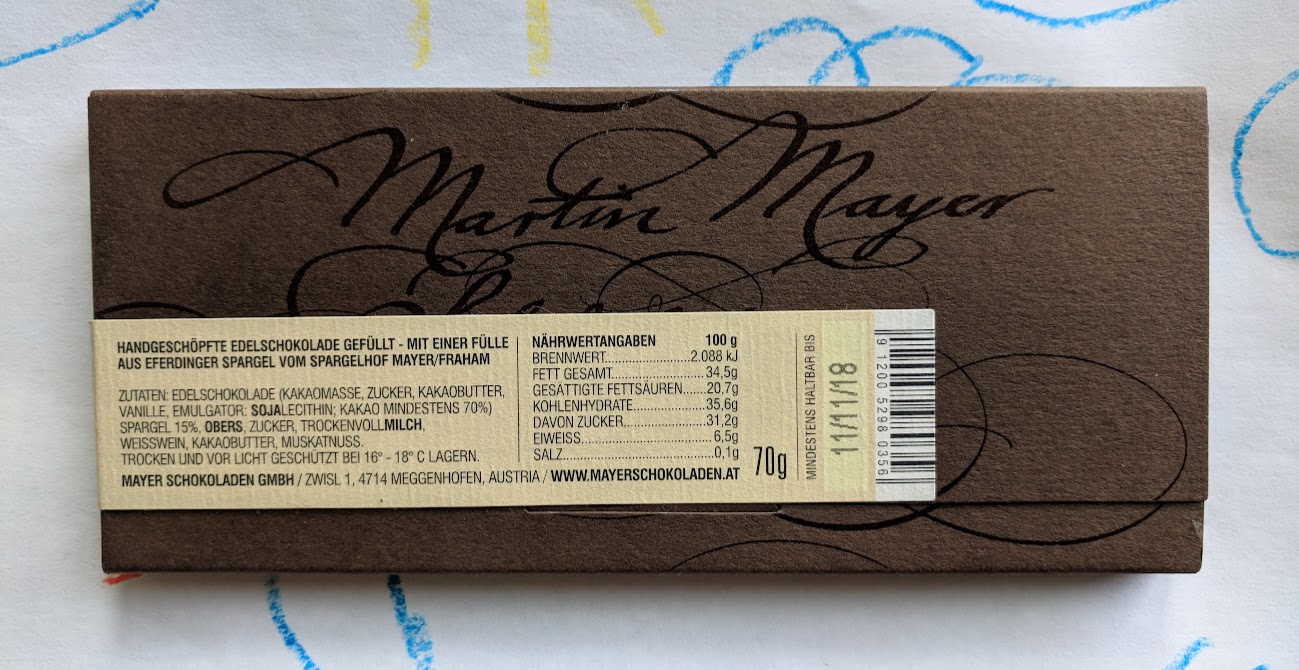 Martin Mayer
HANDGESCHÖPFTE EDELSCHOKOLADE GEFÜLLT - MIT EINER FÜLLE
AUS EFERDINGER SPARGEL VOM SPARGELHOF MAYER/FRAHAM
ZUTATEN: EDELSCHOKOLADE (KAKAOMASSE, ZUCKER, KAKAOBUTTER,
VANILLE, EMULGATOR: SOJALECITHIN; KAKAO MINDESTENS 70%)
SPARGEL 15%, OBERS, ZUCKER, TROCKENVOLLMILCH,
WEISSWEIN, KAKAOBUTTER, MUSKATNUSS.
TROCKEN UND VOR LICHT GESCHÜTZT BEI 16° - 18° C LAGERN.
MAYER SCHOKOLADEN GMBH / ZWISL 1, 4714 MEGGENHOFEN, AUSTRIA / WWW.MAYERSCHOKOLADEN.AT
NÄHRWERTANGABEN 100 g
BRENNWERT....................2.088 kJ
FETT GESAMT......................34,5g
GESÄTTIGTE FETTSÄUREN.....20,7g
KOHLENHYDRATE..................35,6g
DAVON ZUCKER....................31,2g
EIWEISS................................6,5g
SALZ.....................................0,1g
70g
MINDESTENS HALTBAR BIS
11/11/18
9 1200 5298 0356